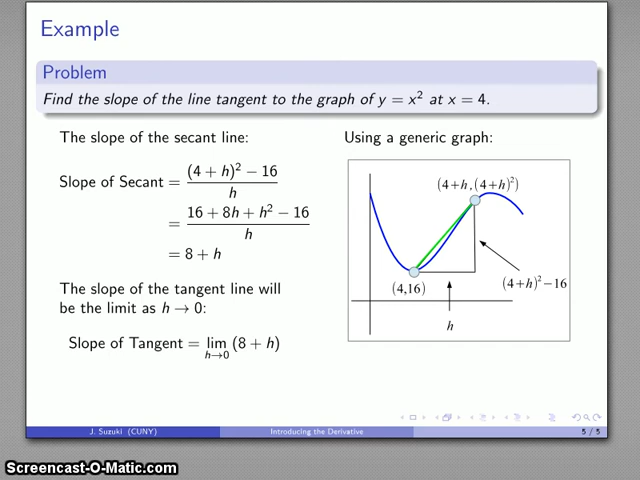 Example
Problem
Find the slope of the line tangent to the graph of y = x² at x = 4.
The slope of the secant line:
Slope of Secant = ((4 + h)² − 16) / h
= (16 + 8h + h² − 16) / h
= 8 + h
The slope of the tangent line will
be the limit as h → 0:
Slope of Tangent = lim h→0 (8 + h)
Using a generic graph:
(4+h,(4+h)²)
(4,16)
(4+h)²−16
h
J. Suzuki (CUNY)
Introducing the Derivative
5 / 5
Screencast-O-Matic.com